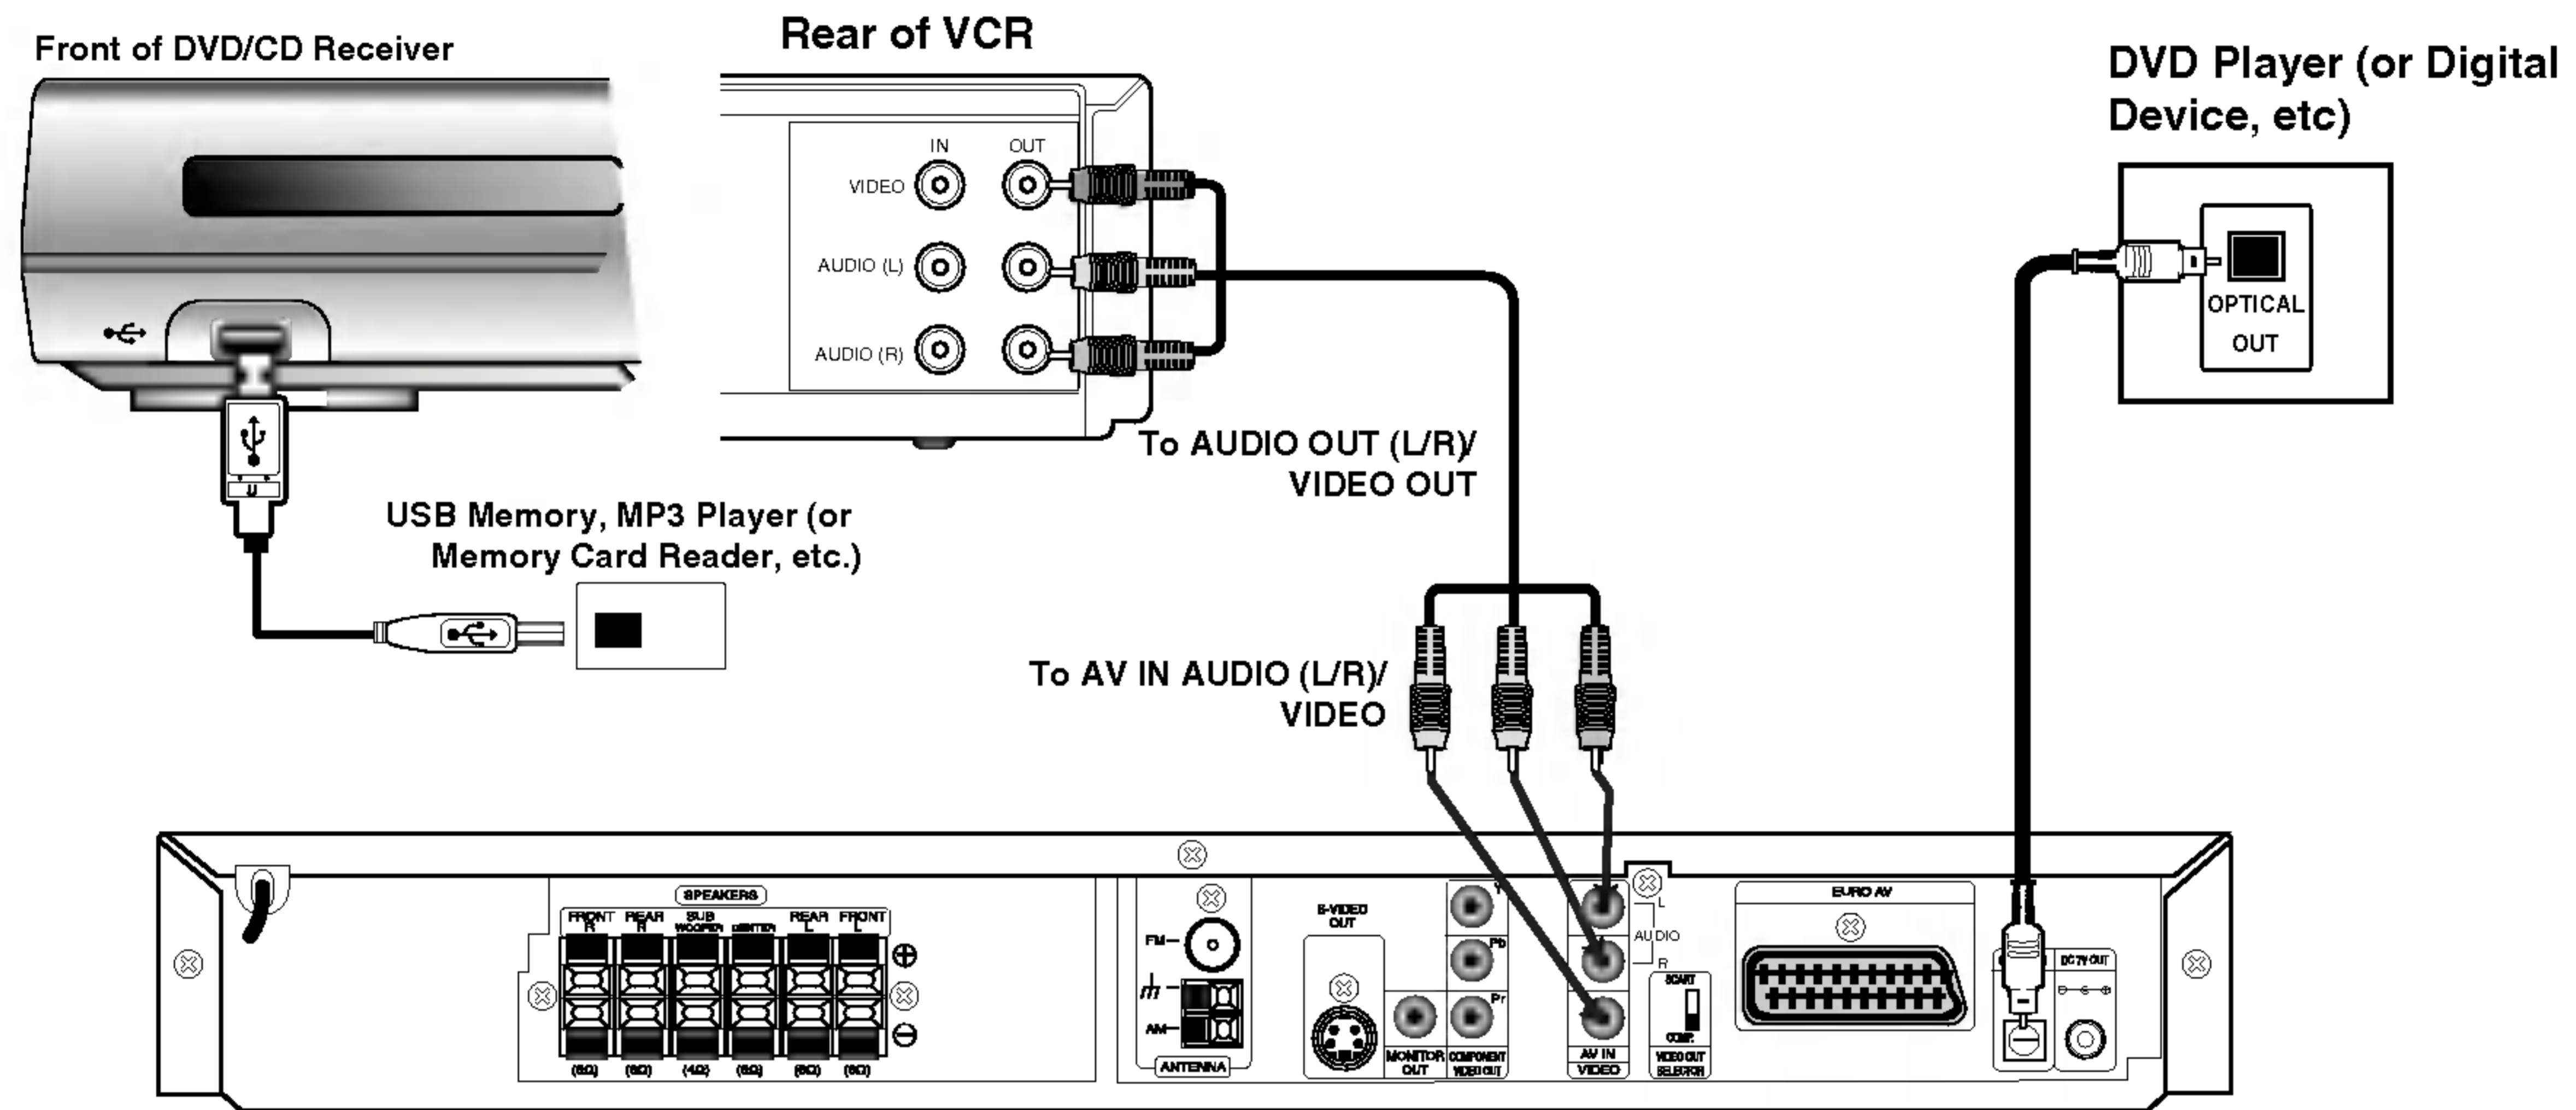 Front of DVD/CD Receiver
Rear of VCR
DVD Player (or Digital
Device, etc)
IN OUT
VIDEO
AUDIO (L)
AUDIO (R)
OPTICAL
OUT
To AUDIO OUT (L/R)/
VIDEO OUT
USB Memory, MP3 Player (or
Memory Card Reader, etc.)
To AV IN AUDIO (L/R)/
VIDEO
SPEAKERS
FRONT
R
REAR
R
SUB
WOOFER
CENTER
REAR
L
FRONT
L
(4Ω)
FM
AM
ANTENNA
S-VIDEO
OUT
MONITOR
OUT
Y
Pb
Pr
COMPONENT
VIDEO OUT
L
AUDIO
R
AV IN
VIDEO
SCART
COMP.
VIDEO OUT
SELECTOR
EURO AV